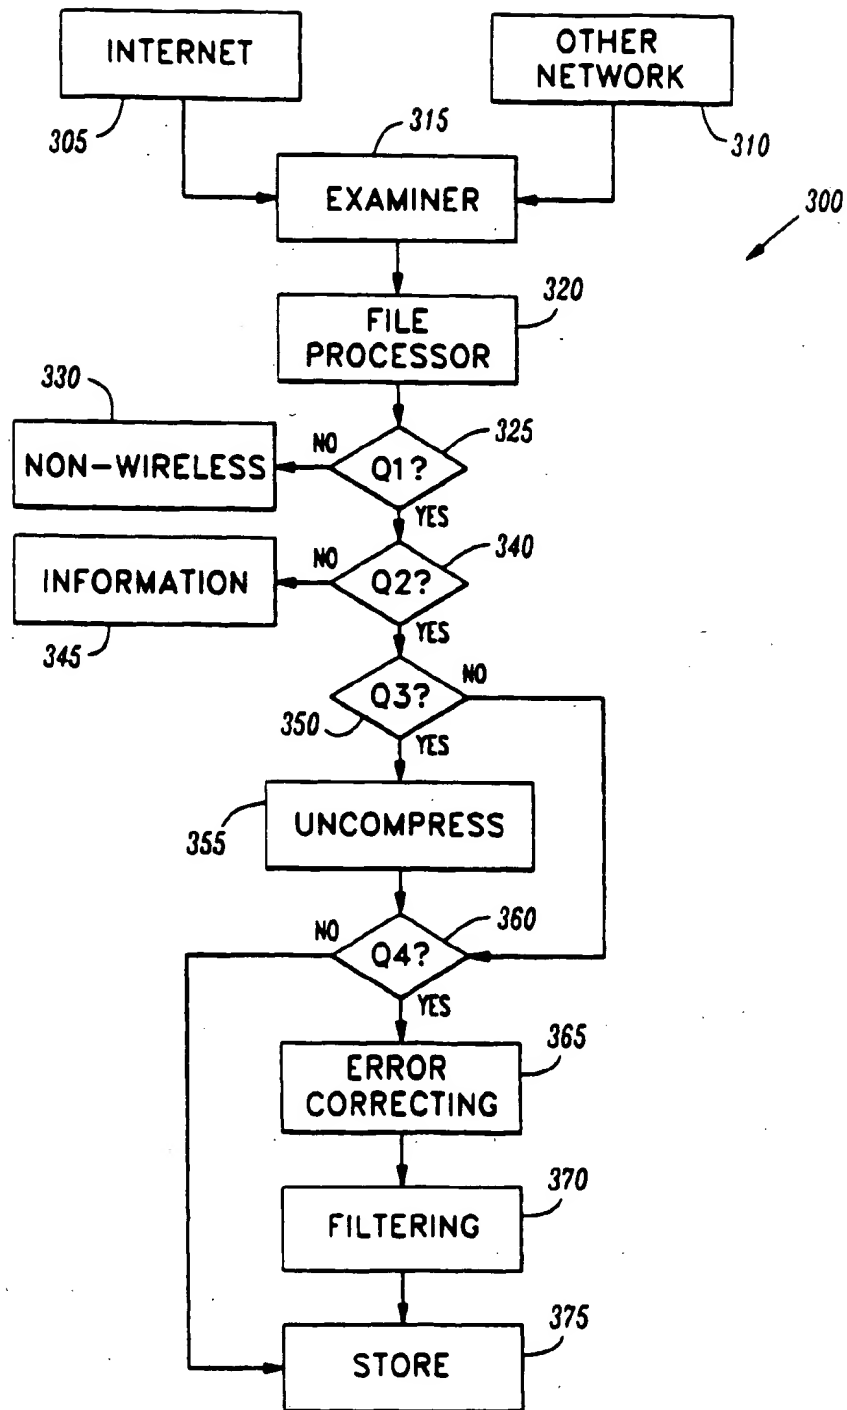 INTERNET
OTHER
NETWORK
305
315
310
EXAMINER
300
320
FILE
PROCESSOR
330
325
NO
NON-WIRELESS
Q1?
YES
340
NO
INFORMATION
Q2?
345
YES
NO
Q3?
350
YES
UNCOMPRESS
355
360
NO
Q4?
YES
365
ERROR
CORRECTING
370
FILTERING
375
STORE